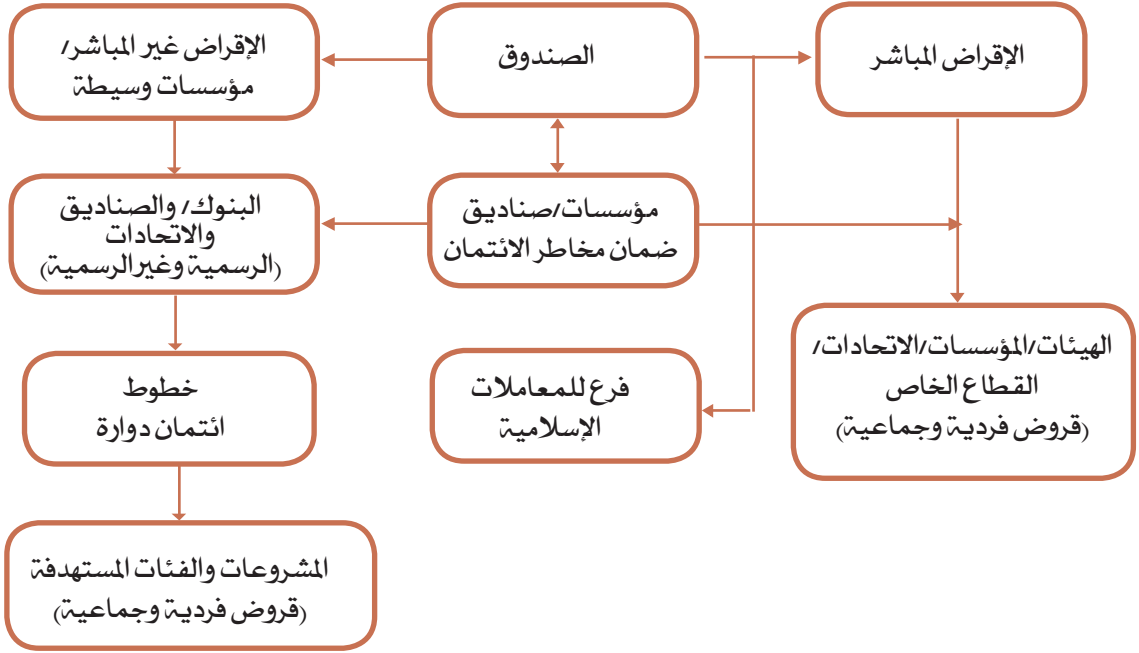 الإقراض المباشر
الصندوق
الإقراض غير المباشر/
مؤسسات وسيطة
مؤسسات/صناديق
ضمان مخاطر الائتمان
البنوك/ والصناديق
والاتحادات
(الرسمية وغير الرسمية)
الهيئات/المؤسسات/الاتحادات/
القطاع الخاص
(قروض فردية وجماعية)
فرع للمعاملات
الإسلامية
خطوط
ائتمان دوارة
المشروعات والفئات المستهدفة
(قروض فردية وجماعية)